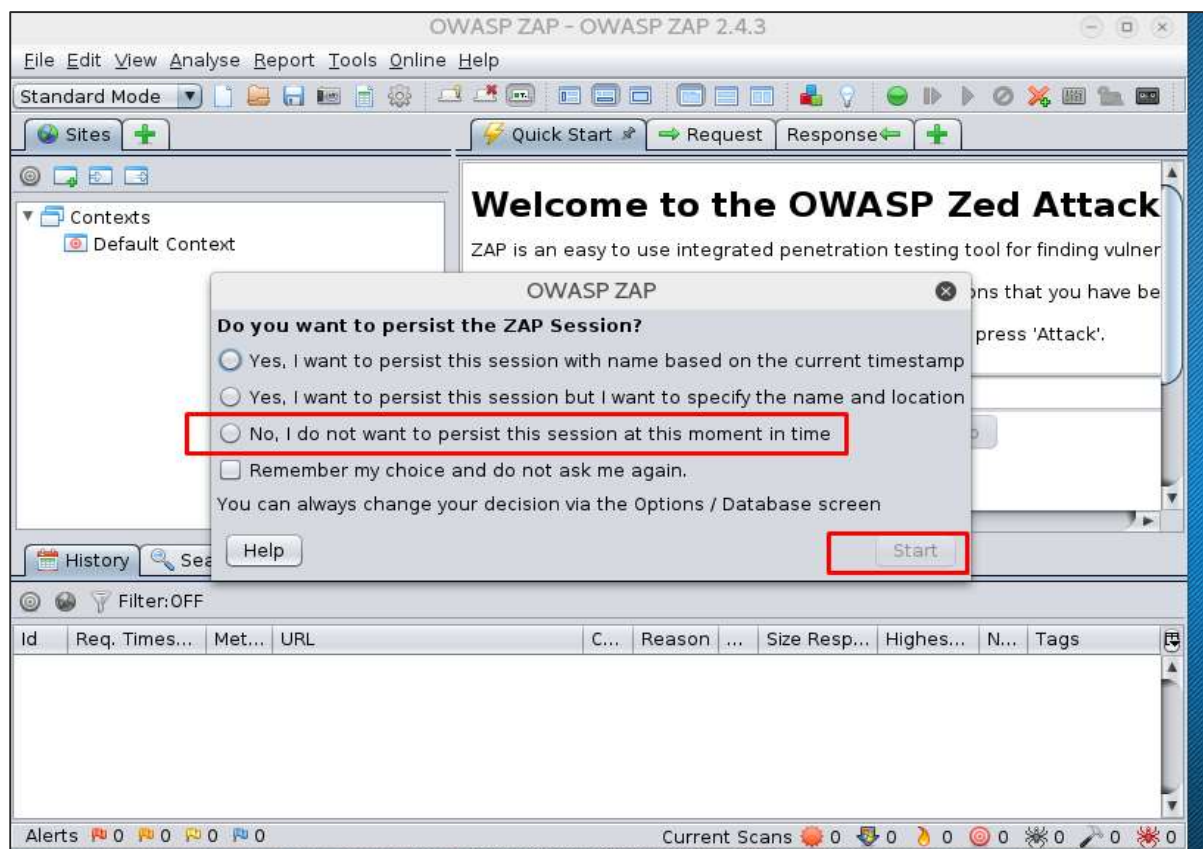 OWASP ZAP - OWASP ZAP 2.4.3
File Edit View Analyse Report Tools Online Help
Standard Mode
Sites
Quick Start
Request
Response
Contexts
Default Context
Welcome to the OWASP Zed Attack
ZAP is an easy to use integrated penetration testing tool for finding vulner
ons that you have be
press 'Attack'.
OWASP ZAP
Do you want to persist the ZAP Session?
Yes, I want to persist this session with name based on the current timestamp
Yes, I want to persist this session but I want to specify the name and location
No, I do not want to persist this session at this moment in time
Remember my choice and do not ask me again.
You can always change your decision via the Options / Database screen
Help
Start
History
Sea
Filter:OFF
Id Req. Times... Met... URL C... Reason ... Size Resp... Highes... N... Tags
Alerts 0 0 0 0 Current Scans 0 0 0 0 0 0 0